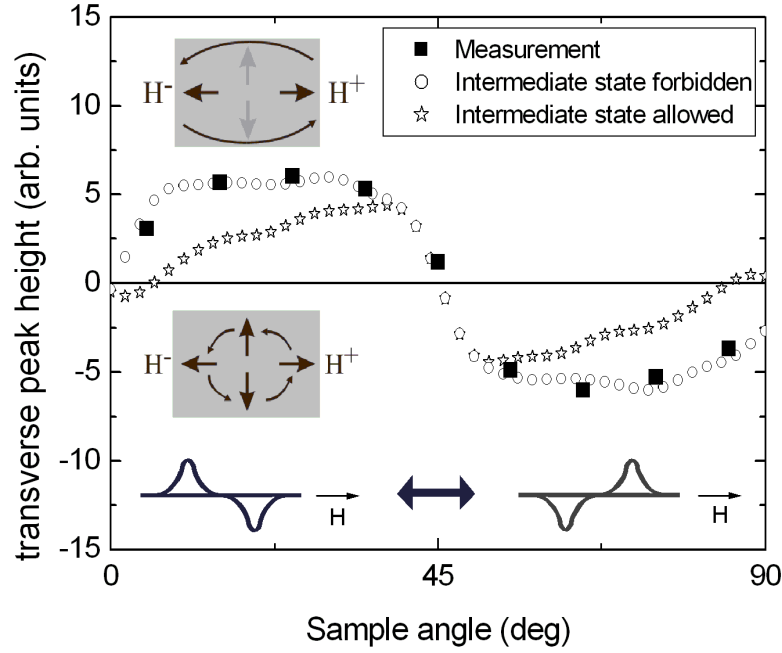 15
10
5
0
-5
-10
-15
transverse peak height (arb. units)
Measurement
Intermediate state forbidden
Intermediate state allowed
H- H+
H- H+
H
H
0 45 90
Sample angle (deg)